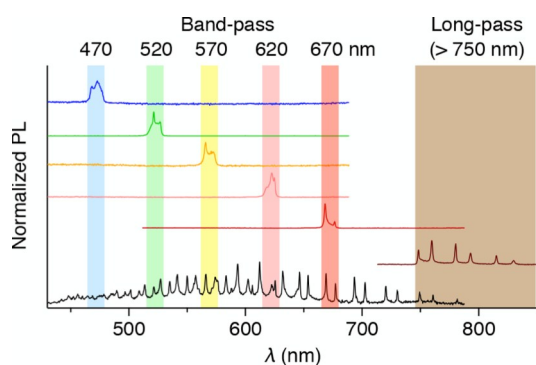 Band-pass
Long-pass
470 520 570 620 670 nm
(> 750 nm)
Normalized PL
500 600 700 800
λ (nm)